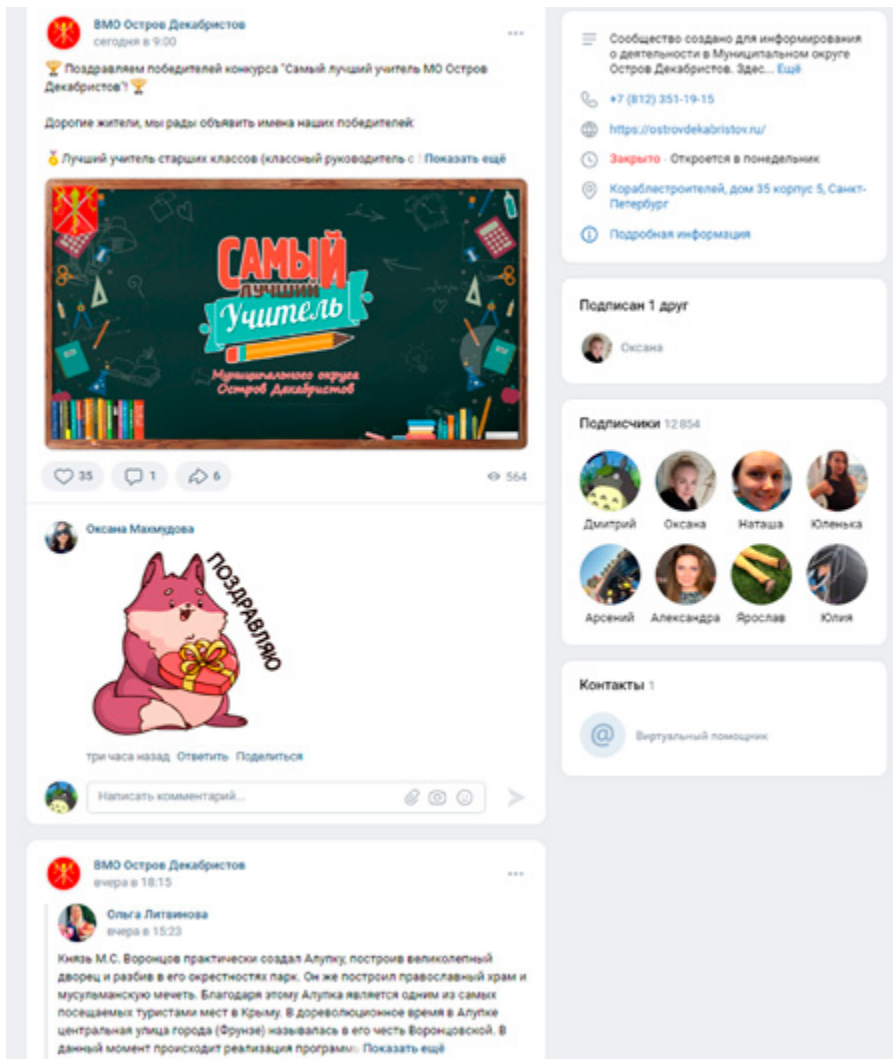 ВМО Остров Декабристов
сегодня в 9:00
🏆 Поздравляем победителей конкурса "Самый лучший учитель МО Остров
Декабристов"! 🏆
Дорогие жители, мы рады объявить имена наших победителей:
🥇 Лучший учитель старших классов (классный руководитель с Показать ещё
САМЫЙ
ЛУЧШИЙ
Учитель
Муниципального округа
Остров Декабристов
35 1 6 564
Оксана Махмудова
ПОЗДРАВЛЯЮ
три часа назад Ответить Поделиться
Написать комментарий...
ВМО Остров Декабристов
вчера в 18:15
Ольга Литвинова
вчера в 15:23
Князь М.С. Воронцов практически создал Алупку, построив великолепный
дворец и разбив в его окрестностях парк. Он же построил православный храм и
мусульманскую мечеть. Благодаря этому Алупка является одним из самых
посещаемых туристами мест в Крыму. В дореволюционное время в Алупке
центральная улица города (Фрунзе) называлась в его честь Воронцовской. В
данный момент происходит реализация программ Показать ещё
Сообщество создано для информирования
о деятельности в Муниципальном округе
Остров Декабристов. Здес... Ещё
+7 (812) 351-19-15
https://ostrovdekabristov.ru/
Закрыто · Откроется в понедельник
Кораблестроителей, дом 35 корпус 5, Санкт-
Петербург
Подробная информация
Подписан 1 друг
Оксана
Подписчики 12 854
Дмитрий Оксана Наташа Юленька
Арсений Александра Ярослав Юлия
Контакты 1
Виртуальный помощник